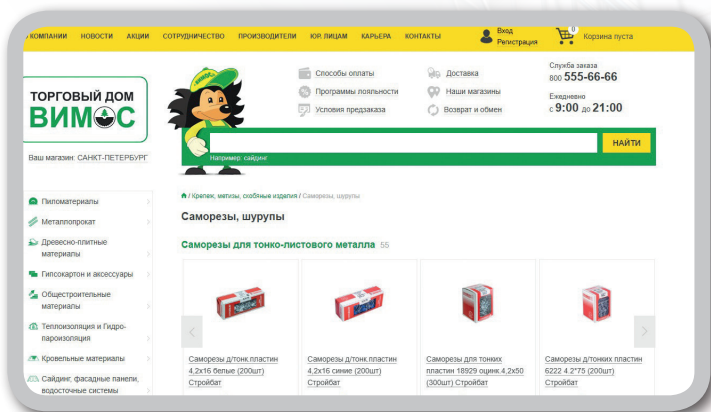 КОМПАНИИ НОВОСТИ АКЦИИ СОТРУДНИЧЕСТВО ПРОИЗВОДИТЕЛИ ЮР. ЛИЦАМ КАРЬЕРА КОНТАКТЫ
Вход
Регистрация
0
Корзина пуста
ТОРГОВЫЙ ДОМ
ВИМОС
Ваш магазин: САНКТ-ПЕТЕРБУРГ
ВИМОС
Способы оплаты
Программы лояльности
Условия предзаказа
Доставка
Наши магазины
Возврат и обмен
Служба заказа
800 555-66-66
Ежедневно
с 9:00 до 21:00
НАЙТИ
Например: сайдинг
Пиломатериалы
Металлопрокат
Древесно-плитные
материалы
Гипсокартон и аксессуары
Общестроительные
материалы
Теплоизоляция и Гидро-
пароизоляция
Кровельные материалы
Сайдинг, фасадные панели,
водосточные системы
/ Крепеж, метизы, скобяные изделия / Саморезы, шурупы
Саморезы, шурупы
Саморезы для тонко-листового металла 55
Саморезы д/тонк.пластин
4,2х16 белые (200шт)
Стройбат
Саморезы д/тонк.пластин
4,2х16 синие (200шт)
Стройбат
Саморезы для тонких
пластин 18929 оцинк.4,2х50
(300шт) Стройбат
Саморезы д/тонких пластин
6222 4.2*75 (200шт)
Стройбат